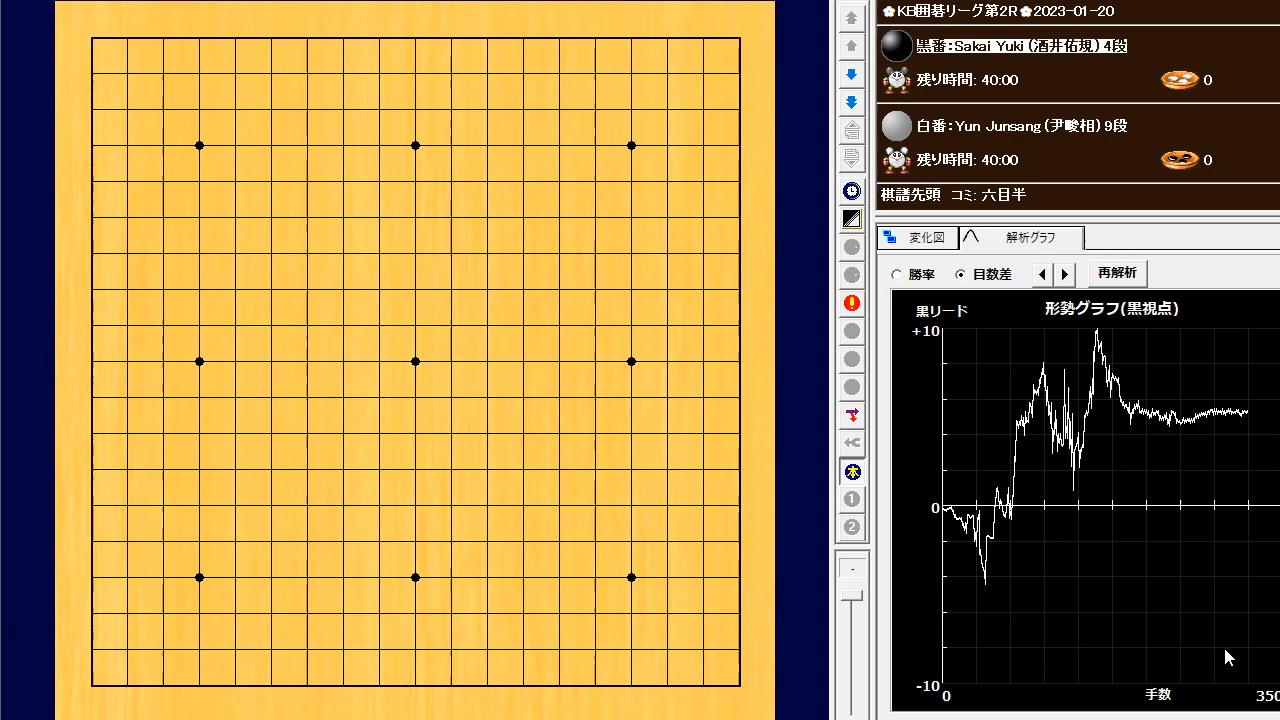 KB囲碁リーグ第2R 2023-01-20
黒番:Sakai Yuki (酒井佑規) 4段
残り時間: 40:00 0
白番:Yun Junsang (尹畯相) 9段
残り時間: 40:00 0
棋譜先頭 コミ: 六目半
変化図 解析グラフ
勝率 目数差 再解析
黒リード 形勢グラフ(黒視点)
+10
0
-10
0 手数 350
1
2
-